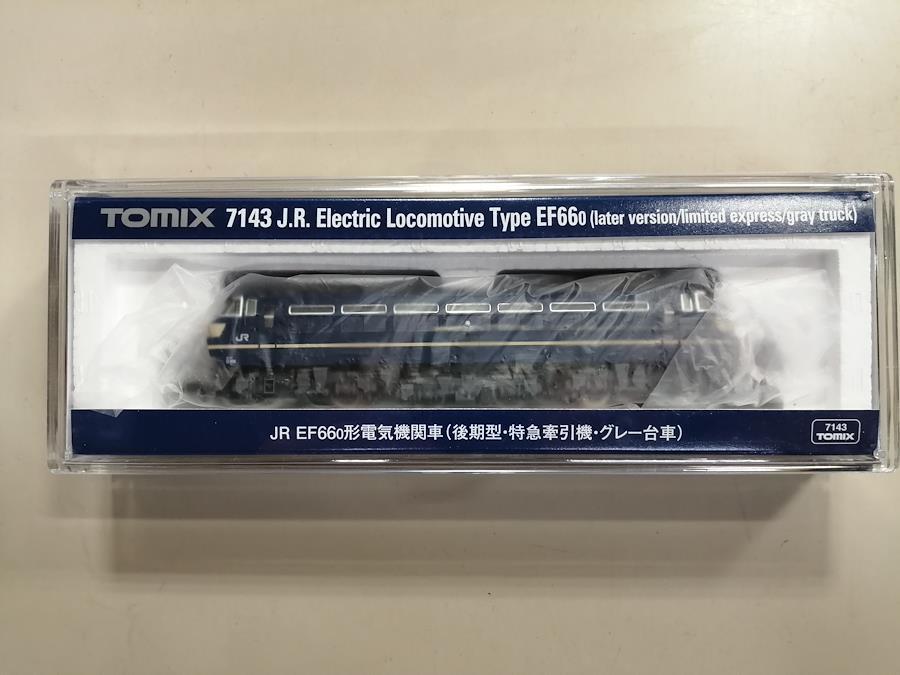 TOMIX 7143 J.R. Electric Locomotive Type EF660 (later version/limited express/gray truck)
JR
JR EF660形電気機関車(後期型・特急牽引機・グレー台車)
7143
TOMIX